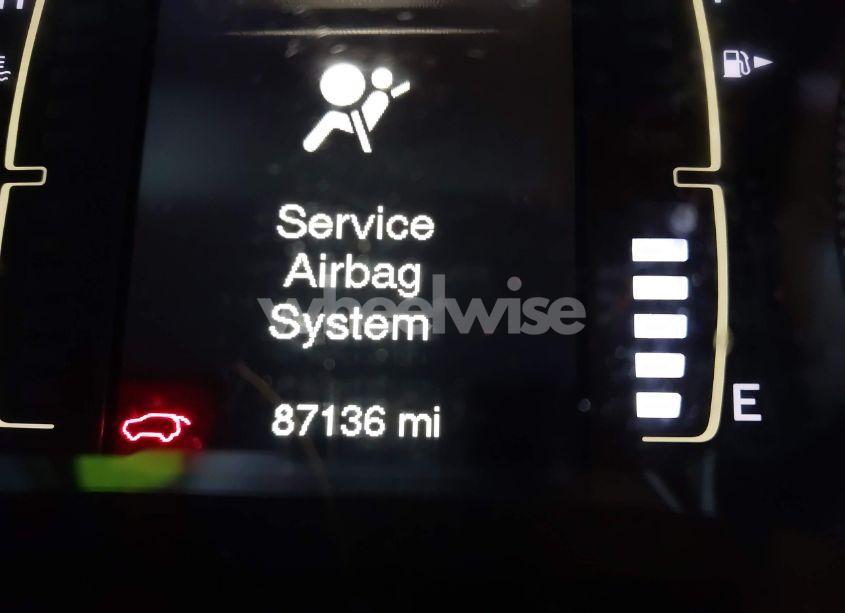 Service
Airbag
System
wheelwise
87136 mi
E